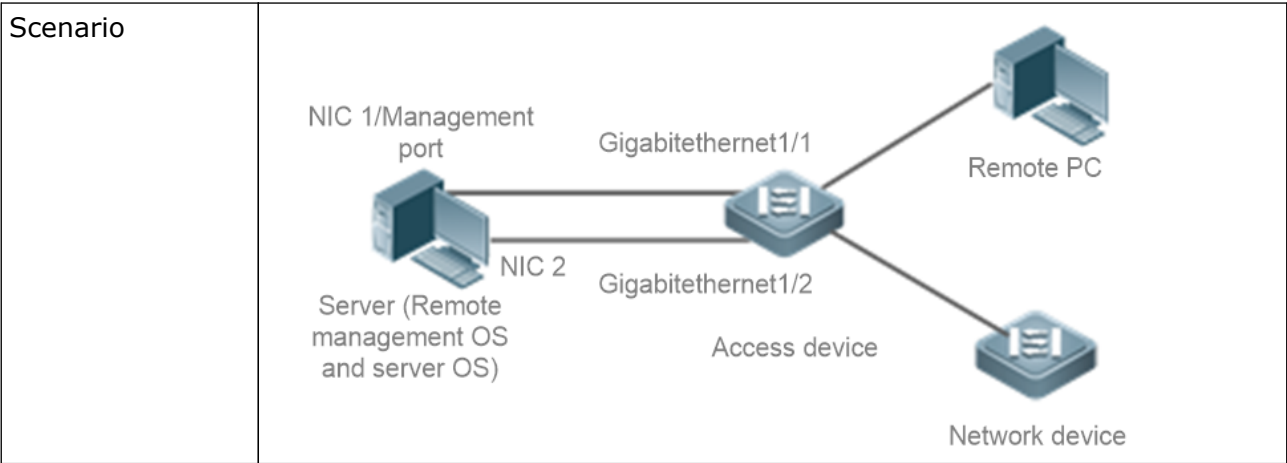 Scenario
NIC 1/Management
port
Gigabitethernet1/1
Remote PC
NIC 2
Gigabitethernet1/2
Server (Remote
management OS
and server OS)
Access device
Network device